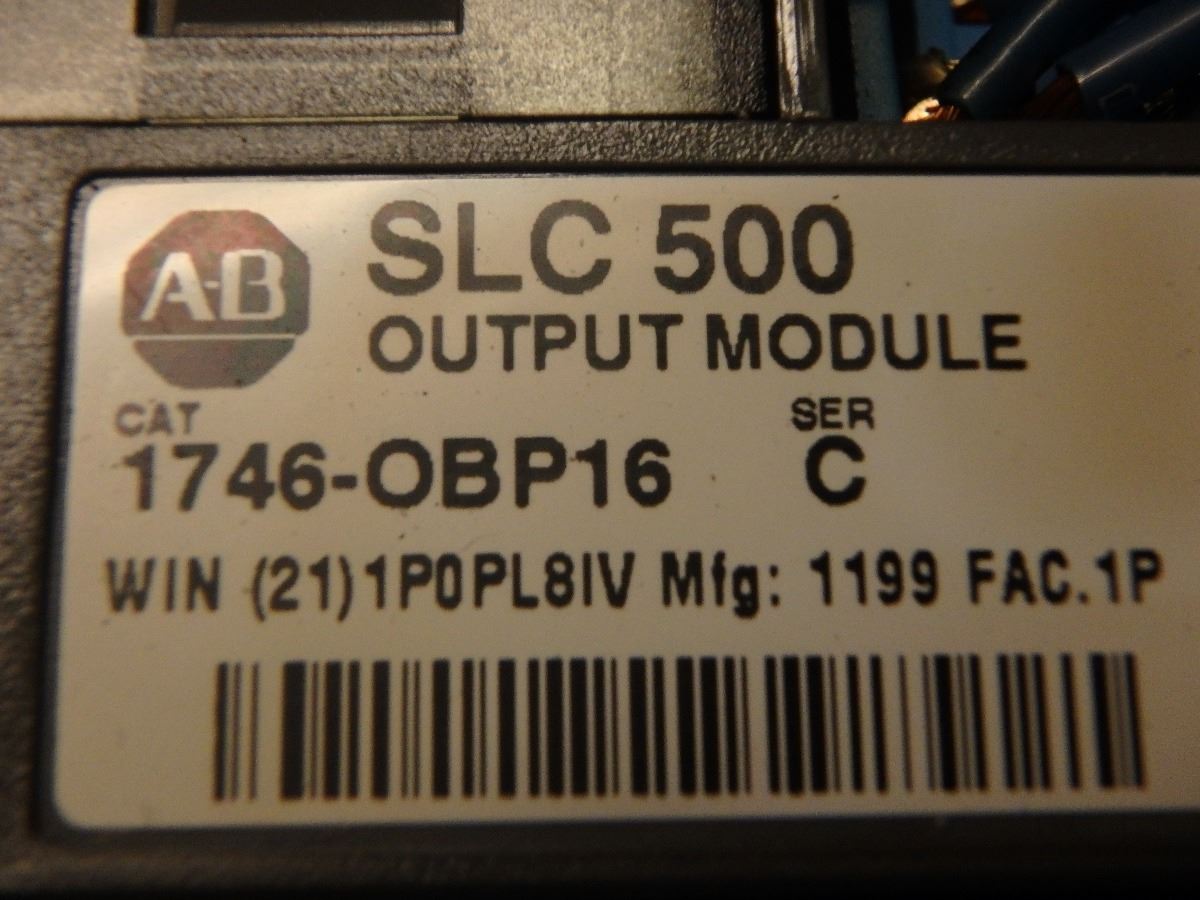 A-B
SLC 500
OUTPUT MODULE
CAT SER
1746-OBP16 C
WIN (21)1P0PL8IV Mfg: 1199 FAC.1P